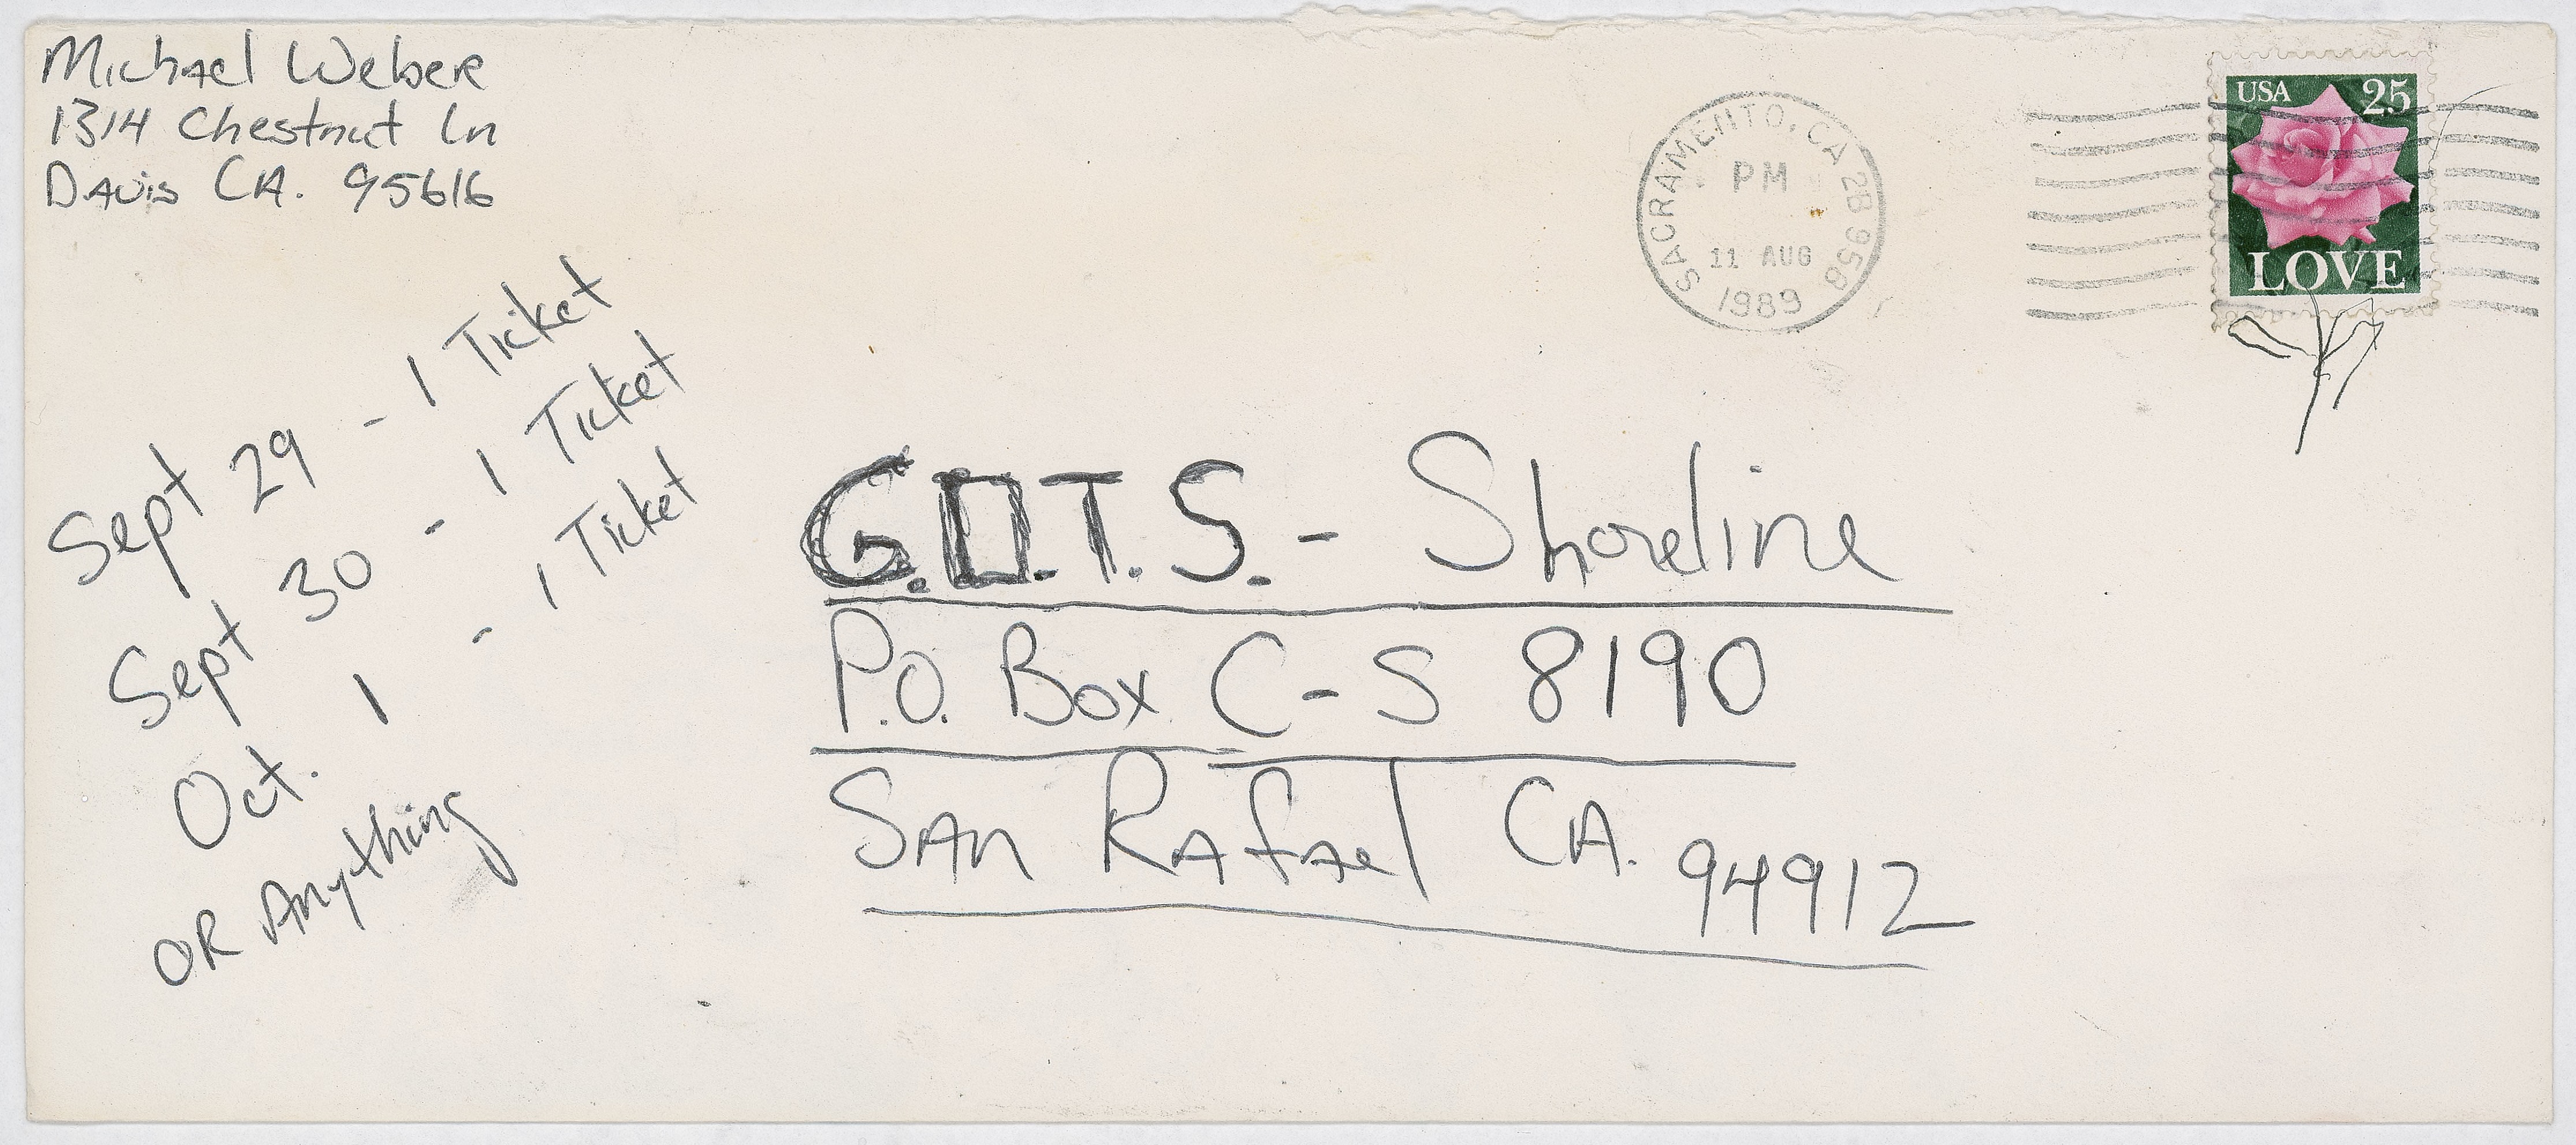 Michael Weber
1314 Chestnut Ln
Davis CA. 95616
SACRAMENTO, CA 2B 958
PM
11 AUG
1989
USA 25
LOVE
Sept 29 - 1 Ticket
Sept 30 - 1 Ticket
Oct. 1 - 1 Ticket
OR Anything
G.D.T.S. - Shoreline
P.O. Box C-S 8190
San Rafael CA. 94912